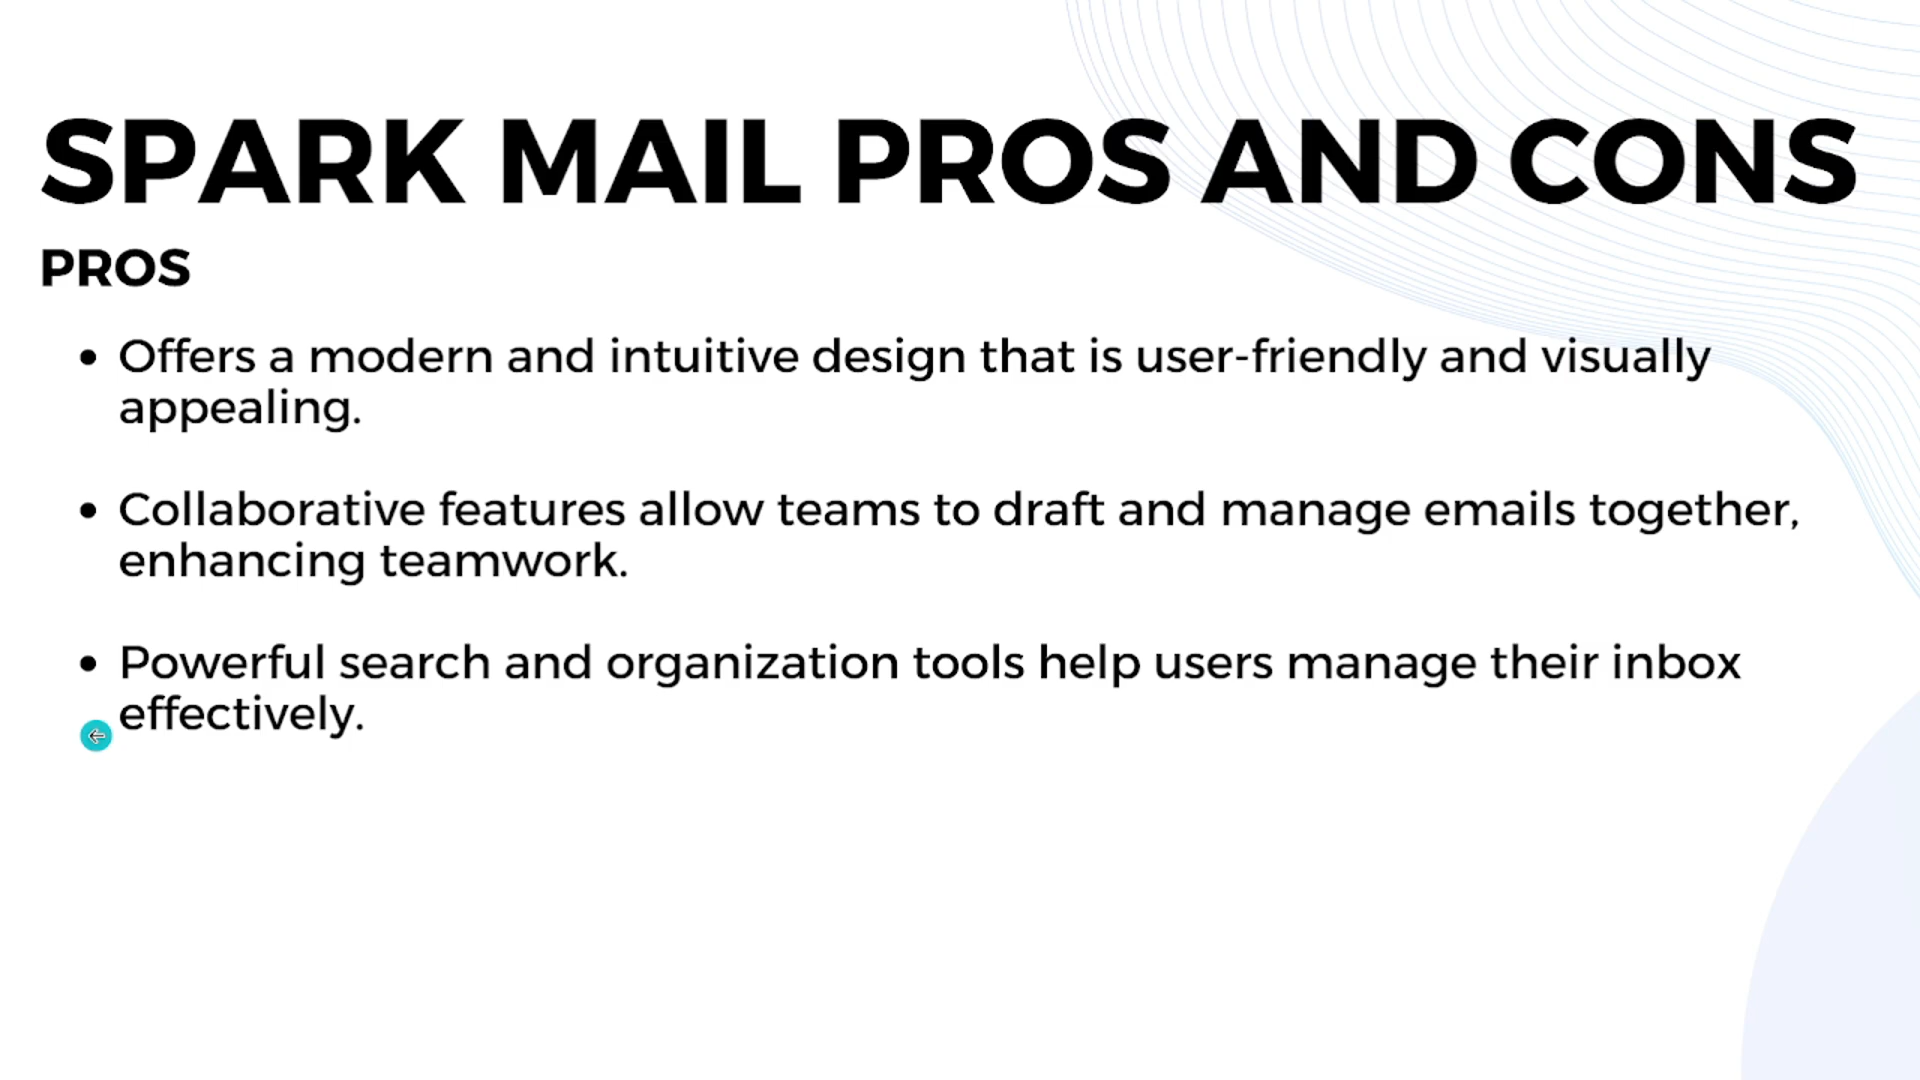 SPARK MAIL PROS AND CONS
PROS
• Offers a modern and intuitive design that is user-friendly and visually
appealing.
• Collaborative features allow teams to draft and manage emails together,
enhancing teamwork.
• Powerful search and organization tools help users manage their inbox
effectively.